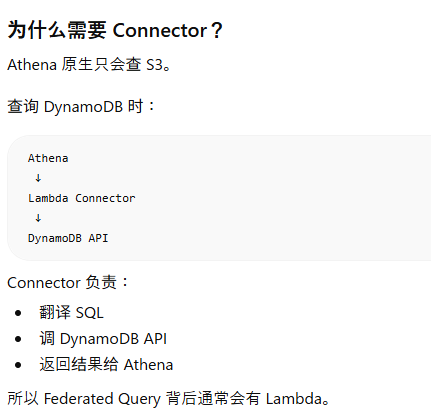 为什么需要 Connector？
Athena 原生只会查 S3。
查询 DynamoDB 时：
Athena
↓
Lambda Connector
↓
DynamoDB API
Connector 负责：
• 翻译 SQL
• 调 DynamoDB API
• 返回结果给 Athena
所以 Federated Query 背后通常会有 Lambda。